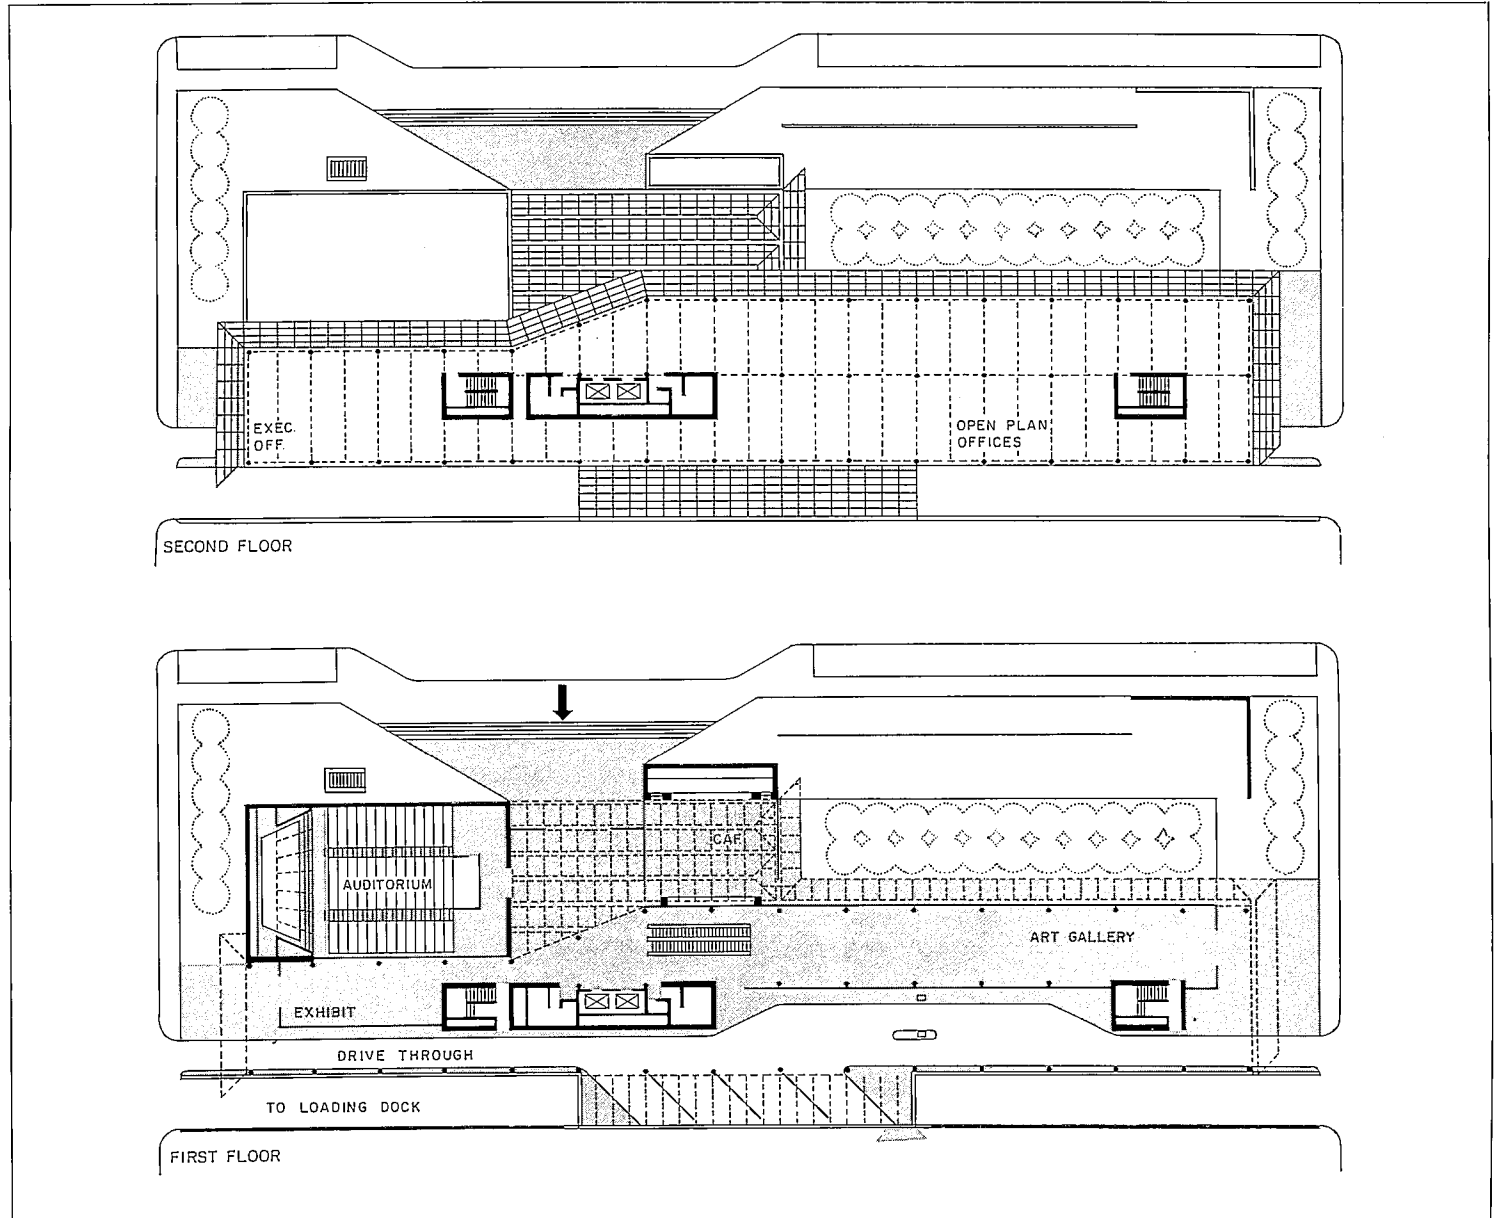 EXEC.
OFF.
OPEN PLAN
OFFICES
SECOND FLOOR
CAF.
AUDITORIUM
ART GALLERY
EXHIBIT
DRIVE THROUGH
TO LOADING DOCK
FIRST FLOOR